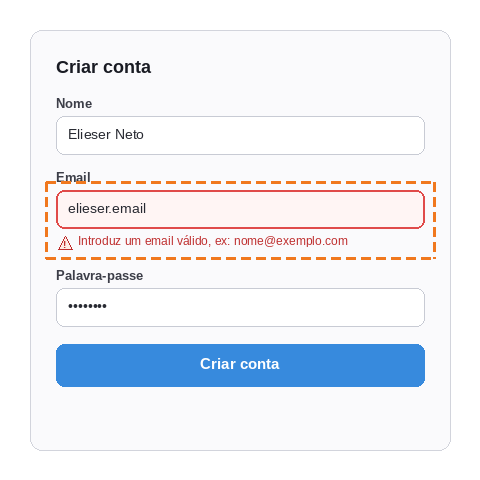 Criar conta
Nome
Elieser Neto
Email
elieser.email
Introduz um email válido, ex: nome@exemplo.com
Palavra-passe
••••••••
Criar conta